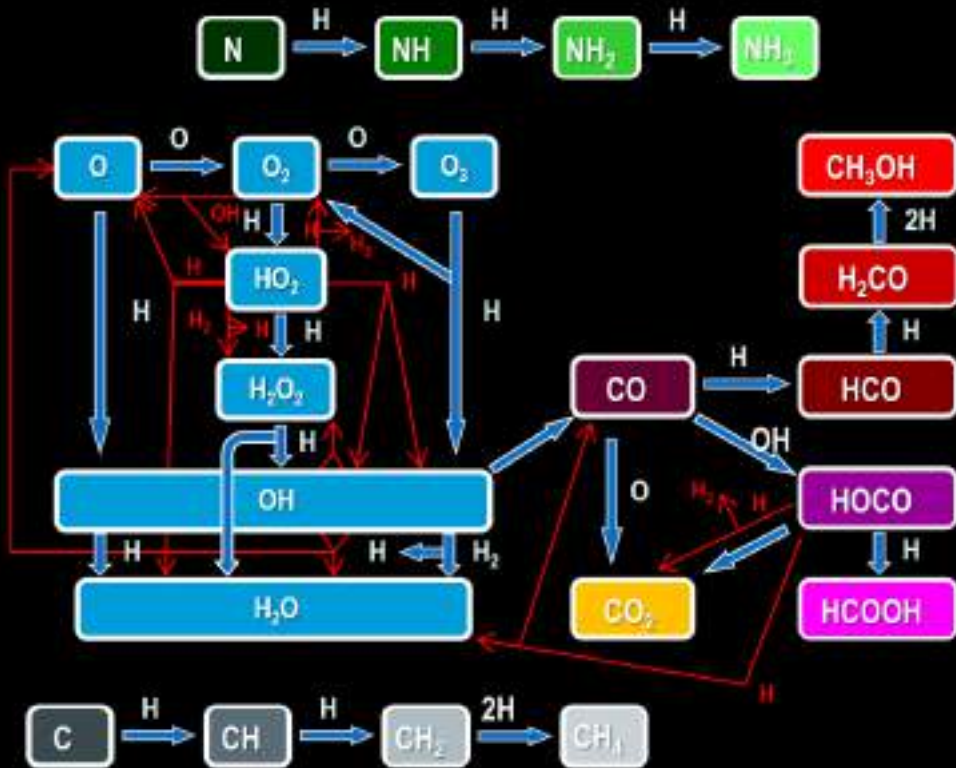 H H H
N NH NH₂ NH₃
O O
O O₂ O₃ CH₃OH
OH H H H₂ 2H
H HO₂ H H₂CO
H H₂ H H H H
H₂O₂ CO H HCO
H OH
OH O H₂ H HOCO
H H H₂ H
H₂O CO₂ HCOOH
H
H H 2H
C CH CH₂ CH₄